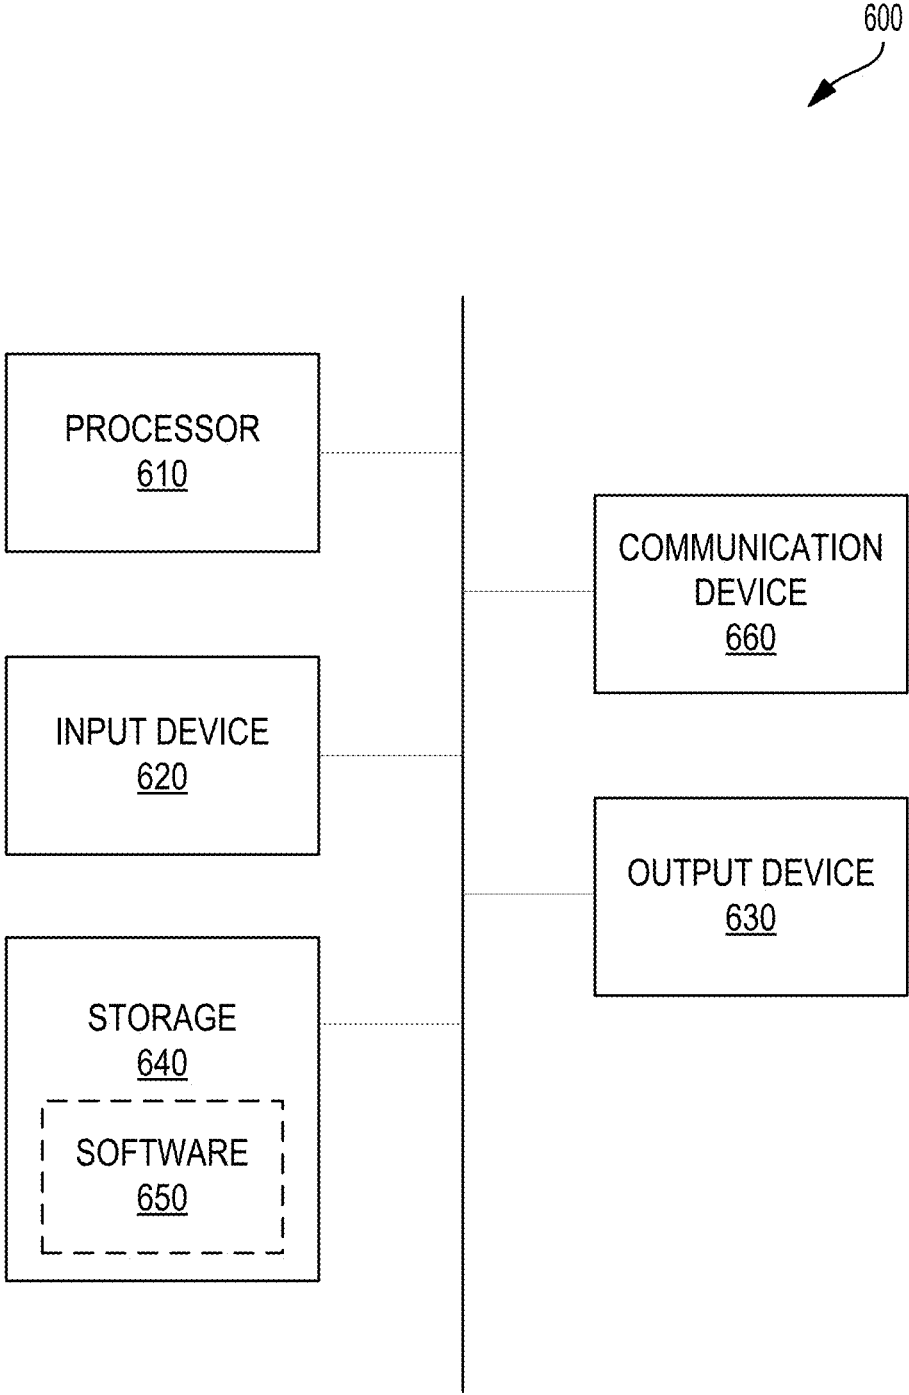 600
PROCESSOR
610
COMMUNICATION
DEVICE
660
INPUT DEVICE
620
OUTPUT DEVICE
630
STORAGE
640
SOFTWARE
650